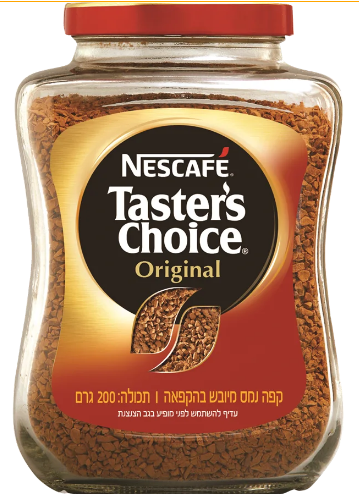 NESCAFÉ®
Taster's
Choice®
Original
קפה נמס מיובש בהקפאה | תכולה: 200 גרם
עדיף להשתמש לפני מופיע בגב הצנצנת